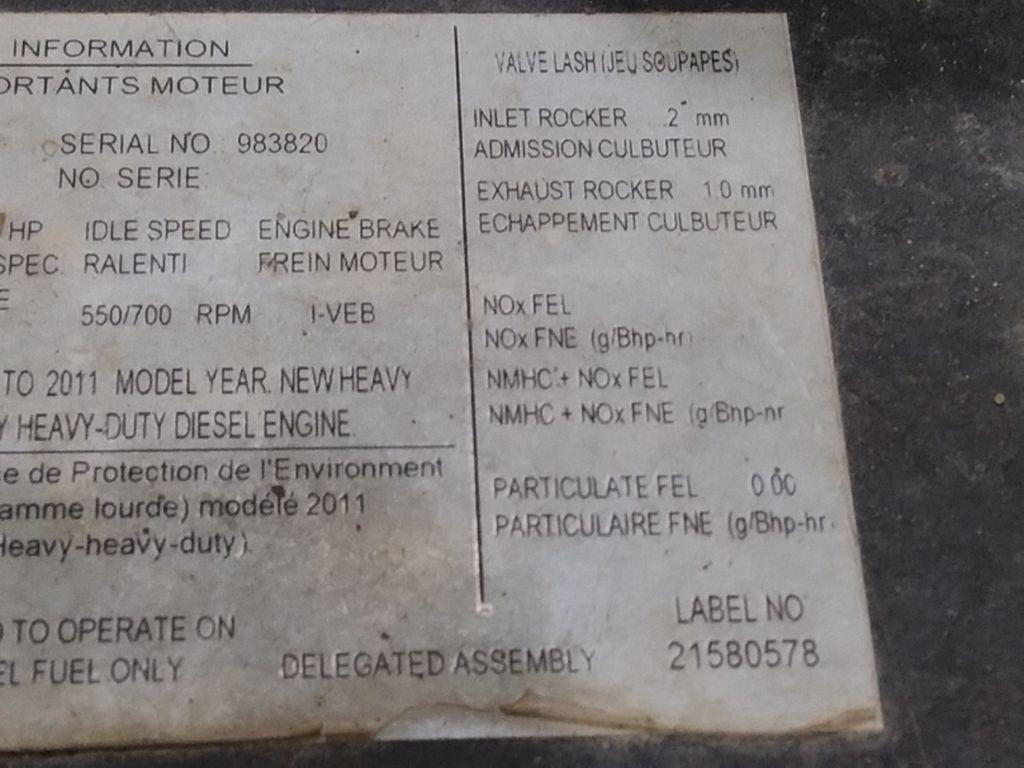 INFORMATION
ORTANTS MOTEUR
SERIAL NO. 983820
NO. SERIE
HP IDLE SPEED ENGINE BRAKE
SPEC. RALENTI FREIN MOTEUR
E
550/700 RPM I-VEB
TO 2011 MODEL YEAR. NEW HEAVY
Y HEAVY-DUTY DIESEL ENGINE.
ce de Protection de l'Environment
amme lourde) modele 2011
Heavy-heavy-duty)
TO OPERATE ON
EL FUEL ONLY
DELEGATED ASSEMBLY
VALVE LASH (JEU SOUPAPES)
INLET ROCKER .2 mm
ADMISSION CULBUTEUR
EXHAUST ROCKER 1.0 mm
ECHAPPEMENT CULBUTEUR
NOx FEL
NOx FNE (g/Bhp-hr)
NMHC + NOx FEL
NMHC + NOx FNE (g/Bhp-hr
PARTICULATE FEL
PARTICULAIRE FNE (g/Bhp-hr
LABEL NO
21580578